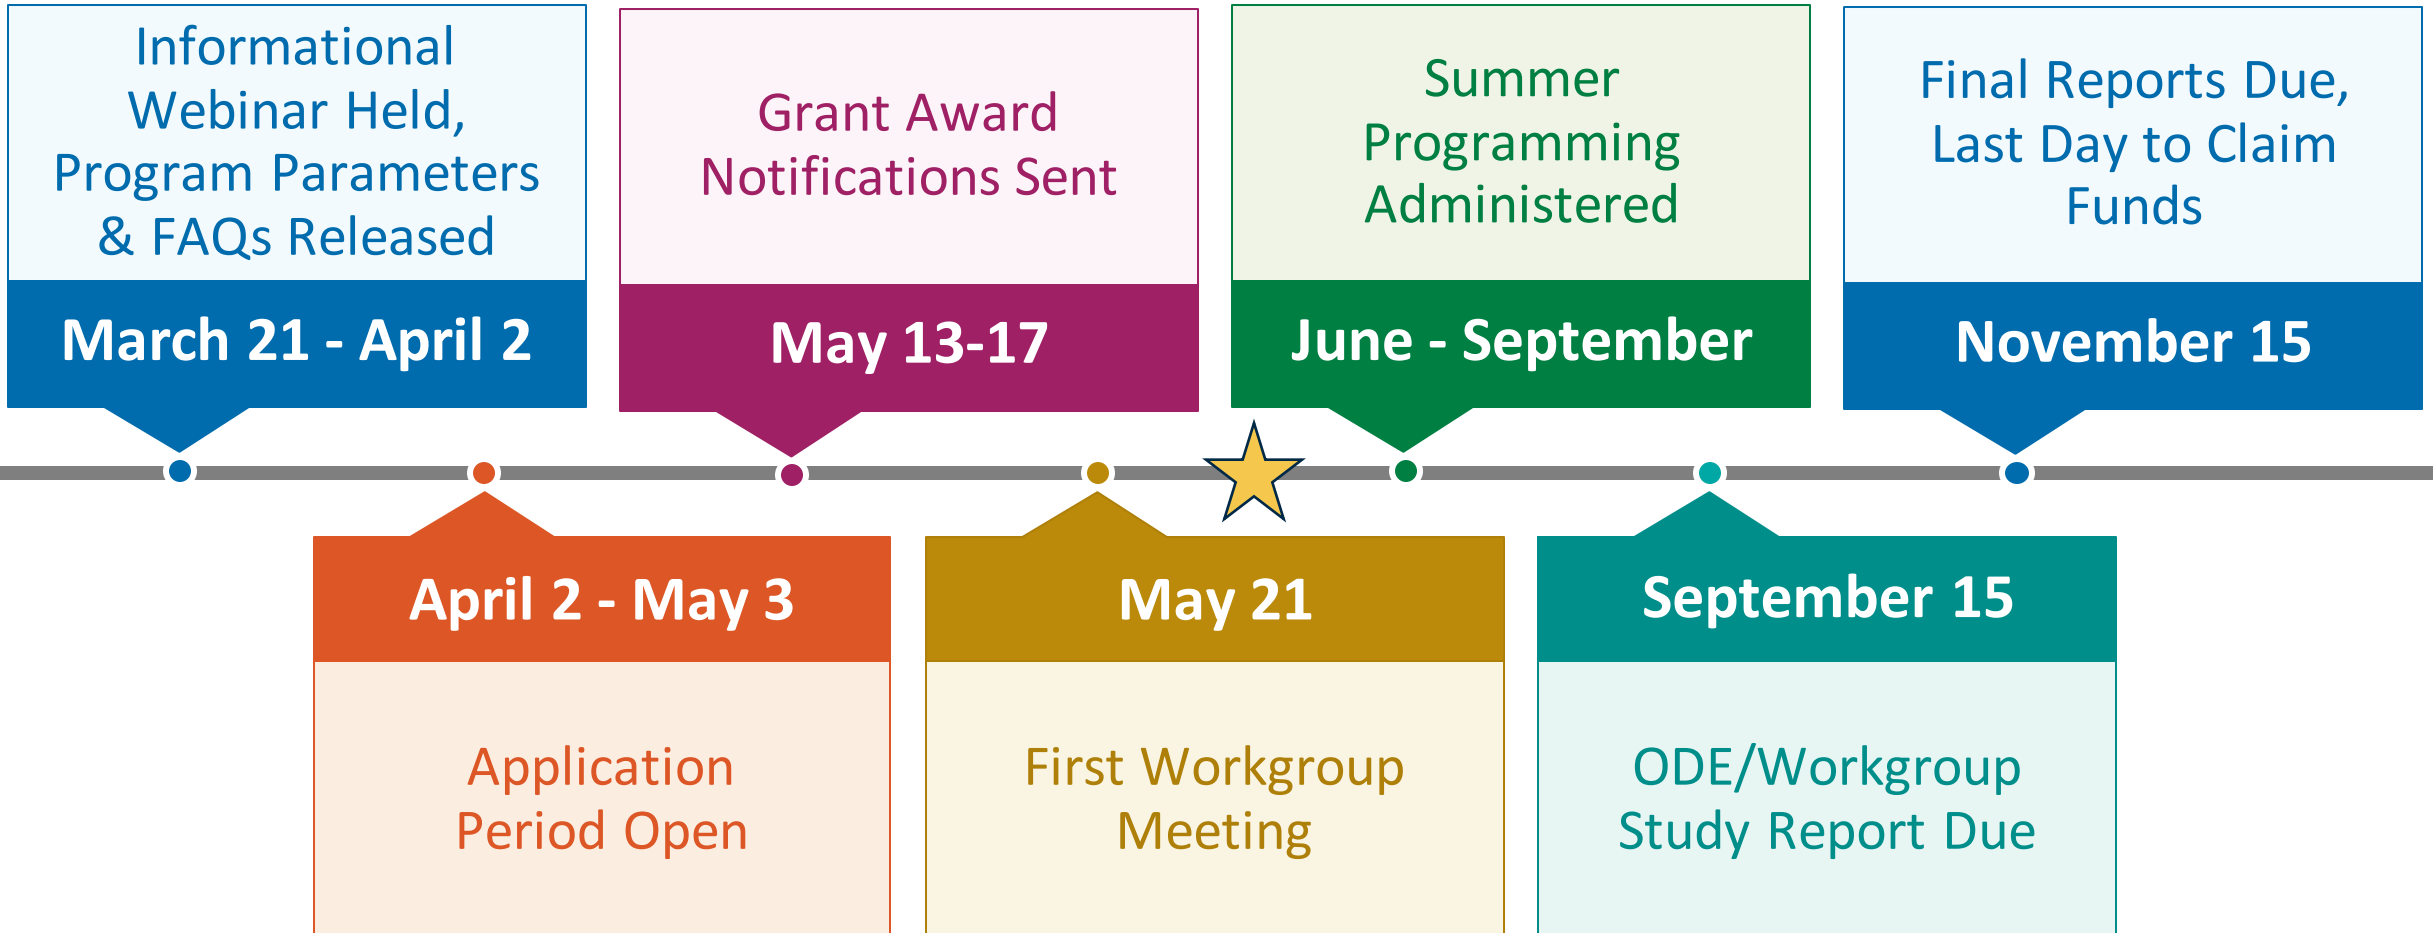 Informational
Webinar Held,
Program Parameters
& FAQs Released
March 21 - April 2
Grant Award
Notifications Sent
May 13-17
Summer
Programming
Administered
June - September
Final Reports Due,
Last Day to Claim
Funds
November 15
April 2 - May 3
Application
Period Open
May 21
First Workgroup
Meeting
September 15
ODE/Workgroup
Study Report Due